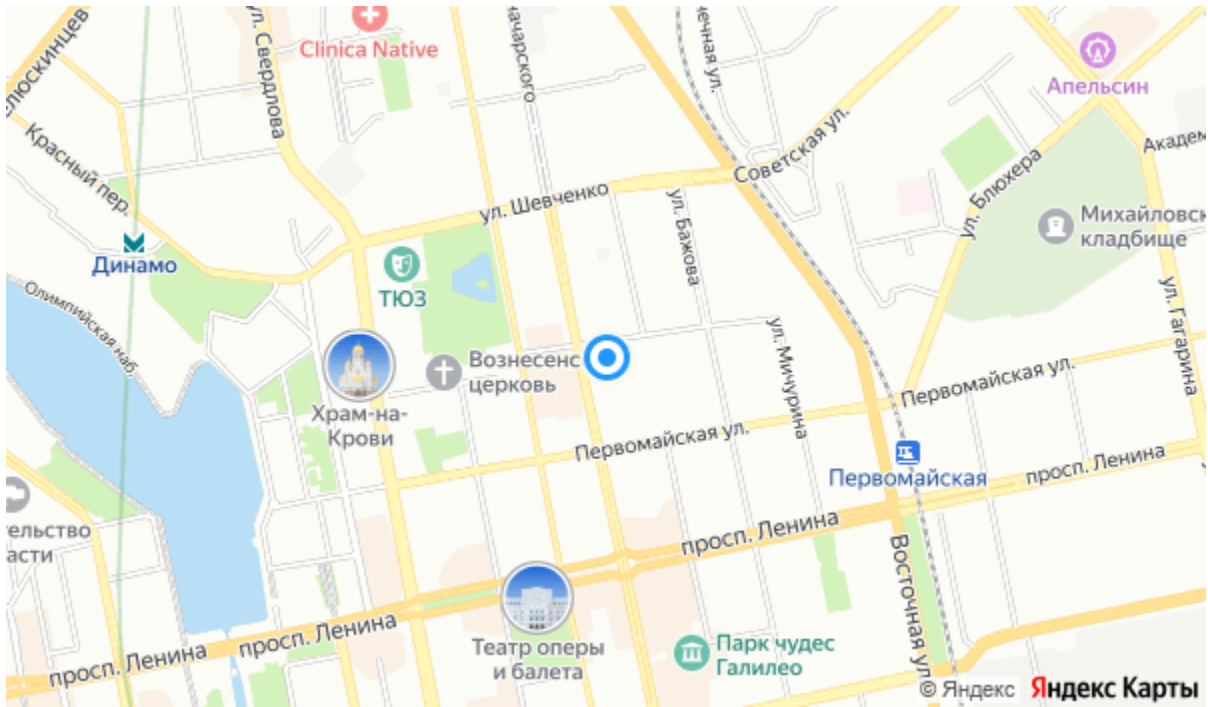 Clinica Native
ул. Свердлова
начарского
ечная ул.
Апельсин
Красный пер.
Советская ул.
Академ
ул. Блюхера
ул. Шевченко
ул. Бажова
Михайловск
кладбище
Динамо
ТЮЗ
Олимпийская наб.
ул. Гагарина
ул. Мичурина
Вознесенс
церковь
Храм-на-
Крови
Первомайская ул.
Первомайская ул.
Первомайская
просп. Ленина
тельство
асти
просп. Ленина
Восточная ул.
Театр оперы
и балета
Парк чудес
Галилео
просп. Ленина
просп. Ленина
© Яндекс Яндекс Карты